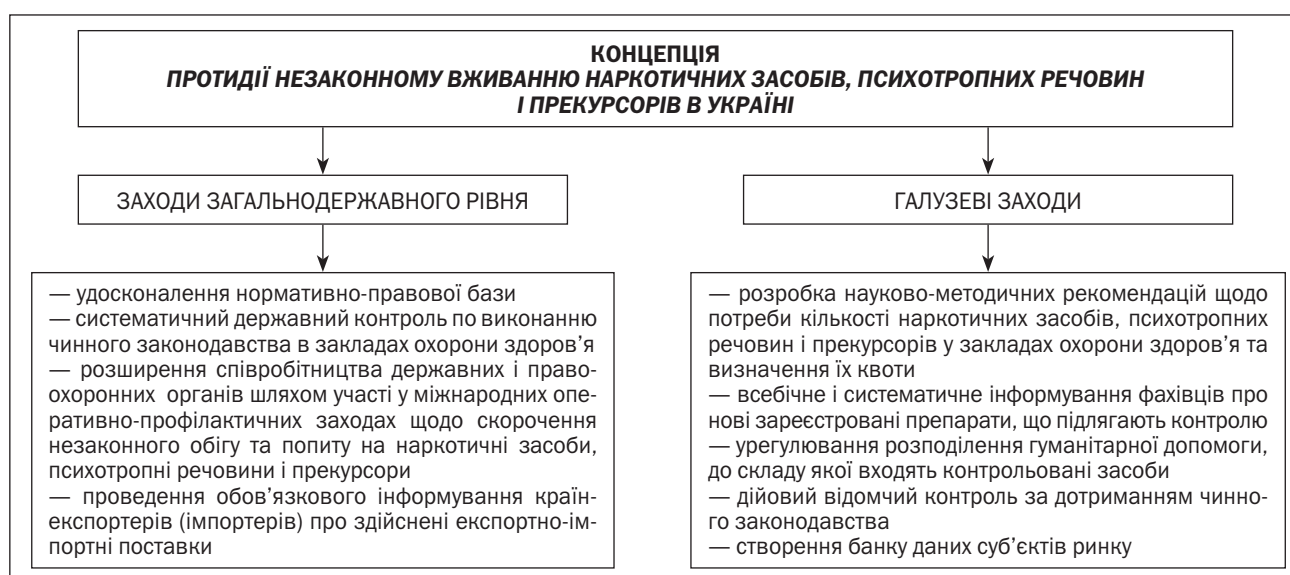 КОНЦЕПЦІЯ
ПРОТИДІЇ НЕЗАКОННОМУ ВЖИВАННЮ НАРКОТИЧНИХ ЗАСОБІВ, ПСИХОТРОПНИХ РЕЧОВИН
І ПРЕКУРСОРІВ В УКРАЇНІ
ЗАХОДИ ЗАГАЛЬНОДЕРЖАВНОГО РІВНЯ
— удосконалення нормативно-правової бази
— систематичний державний контроль по виконанню
чинного законодавства в закладах охорони здоров’я
— розширення співробітництва державних і право-
охоронних органів шляхом участі у міжнародних опе-
ративно-профілактичних заходах щодо скорочення
незаконного обігу та попиту на наркотичні засоби,
психотропні речовини і прекурсори
— проведення обов’язкового інформування країн-
експортерів (імпортерів) про здійснені експортно-ім-
портні поставки
ГАЛУЗЕВІ ЗАХОДИ
— розробка науково-методичних рекомендацій щодо
потреби кількості наркотичних засобів, психотропних
речовин і прекурсорів у закладах охорони здоров’я та
визначення їх квоти
— всебічне і систематичне інформування фахівців про
нові зареєстровані препарати, що підлягають контролю
— урегулювання розподілення гуманітарної допомоги,
до складу якої входять контрольовані засоби
— дійовий відомчий контроль за дотриманням чинно-
го законодавства
— створення банку даних суб’єктів ринку